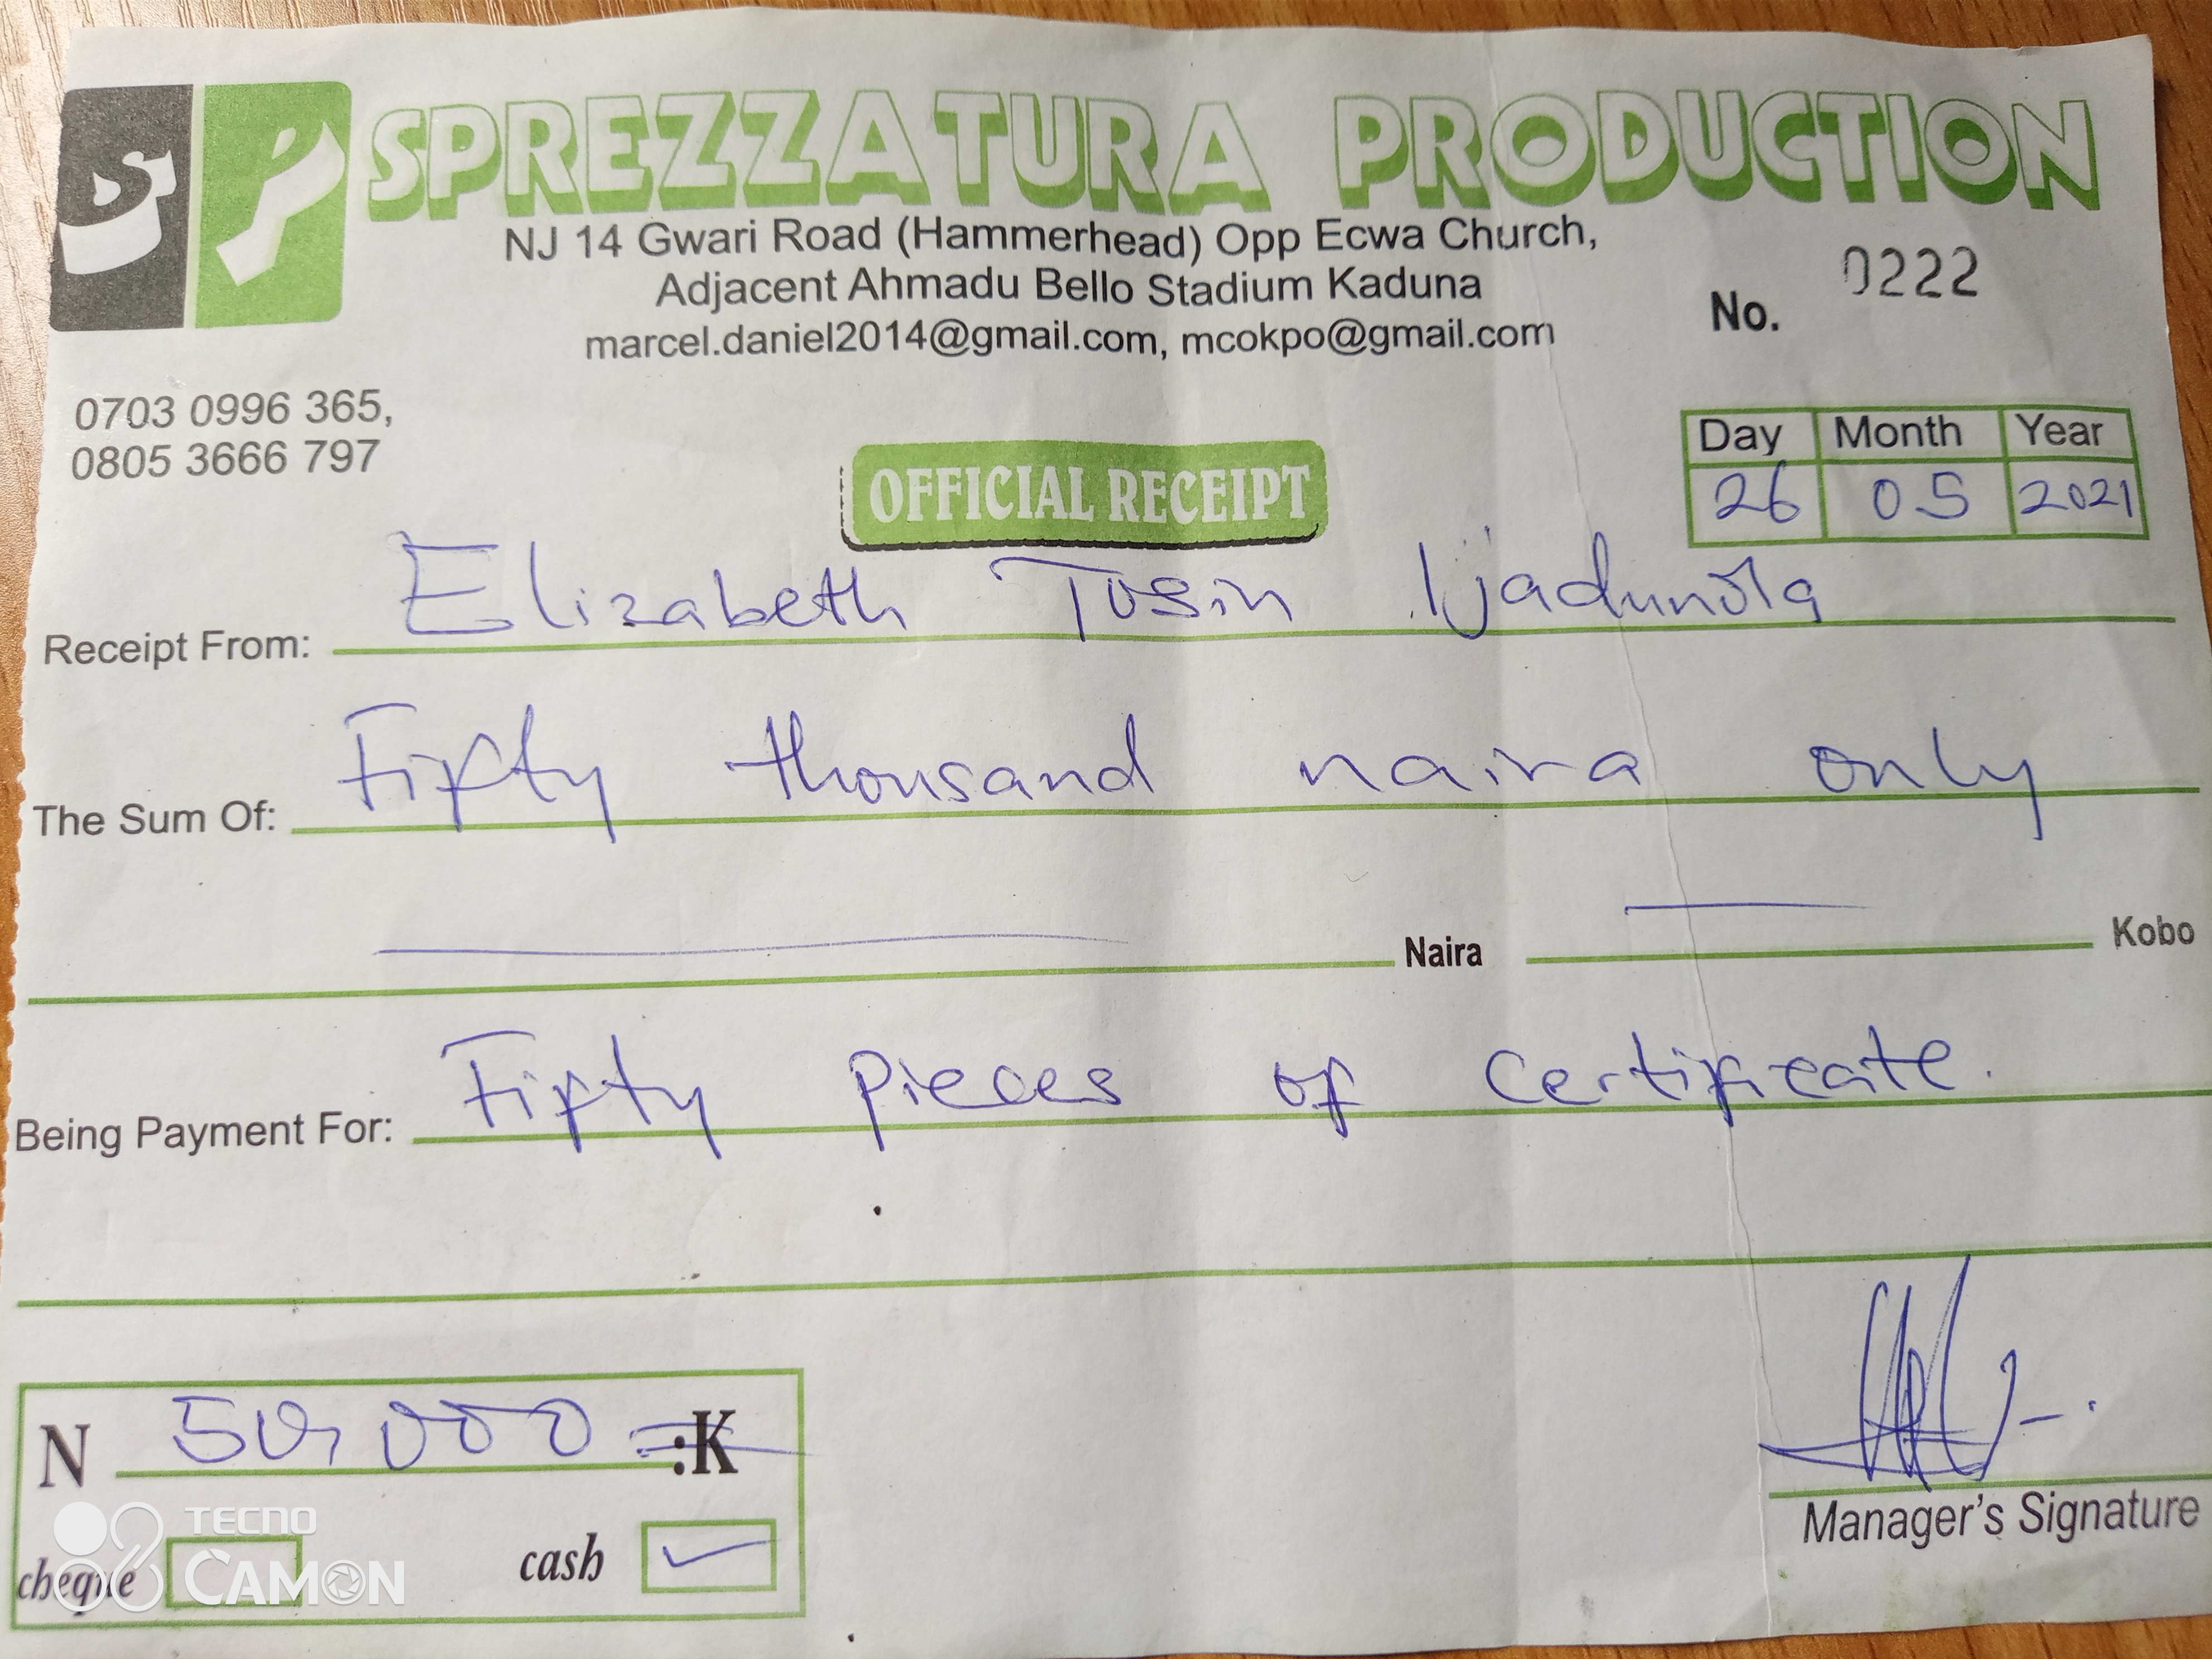 SP SPREZZATURA PRODUCTION
NJ 14 Gwari Road (Hammerhead) Opp Ecwa Church,
Adjacent Ahmadu Bello Stadium Kaduna
marcel.daniel2014@gmail.com, mcokpo@gmail.com
No. 0222
0703 0996 365,
0805 3666 797
OFFICIAL RECEIPT
Day Month Year
26 05 2021
Receipt From: Elizabeth Tosin Ijadunola
The Sum Of: Fifty thousand naira only
Naira Kobo
Being Payment For: Fifty pieces of certificate.
N 50,000 = :K
cheque cash ✓
Manager's Signature
TECNO
CAMON